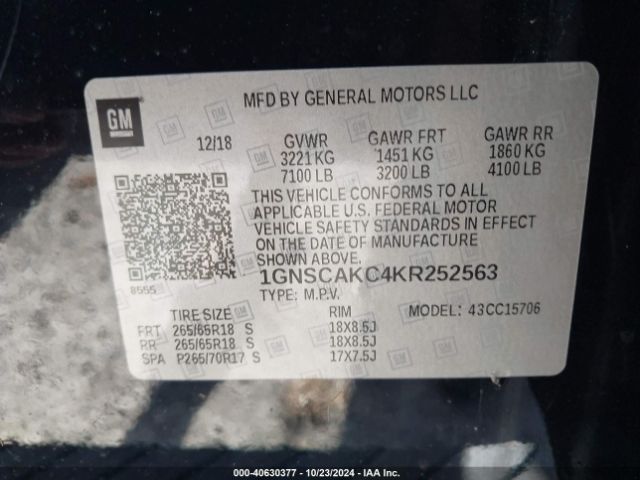 MFD BY GENERAL MOTORS LLC
GM
12/18 GVWR GAWR FRT GAWR RR
3221 KG 1451 KG 1860 KG
7100 LB 3200 LB 4100 LB
THIS VEHICLE CONFORMS TO ALL
APPLICABLE U.S. FEDERAL MOTOR
VEHICLE SAFETY STANDARDS IN EFFECT
ON THE DATE OF MANUFACTURE
SHOWN ABOVE.
8555
1GNSCAKC4KR252563
TYPE: M.P.V. MODEL: 43CC15706
TIRE SIZE RIM
FRT 265/65R18 S 18X8.5J
RR 265/65R18 S 18X8.5J
SPA P265/70R17 S 17X7.5J
000-40630377 - 10/23/2024 - IAA Inc.